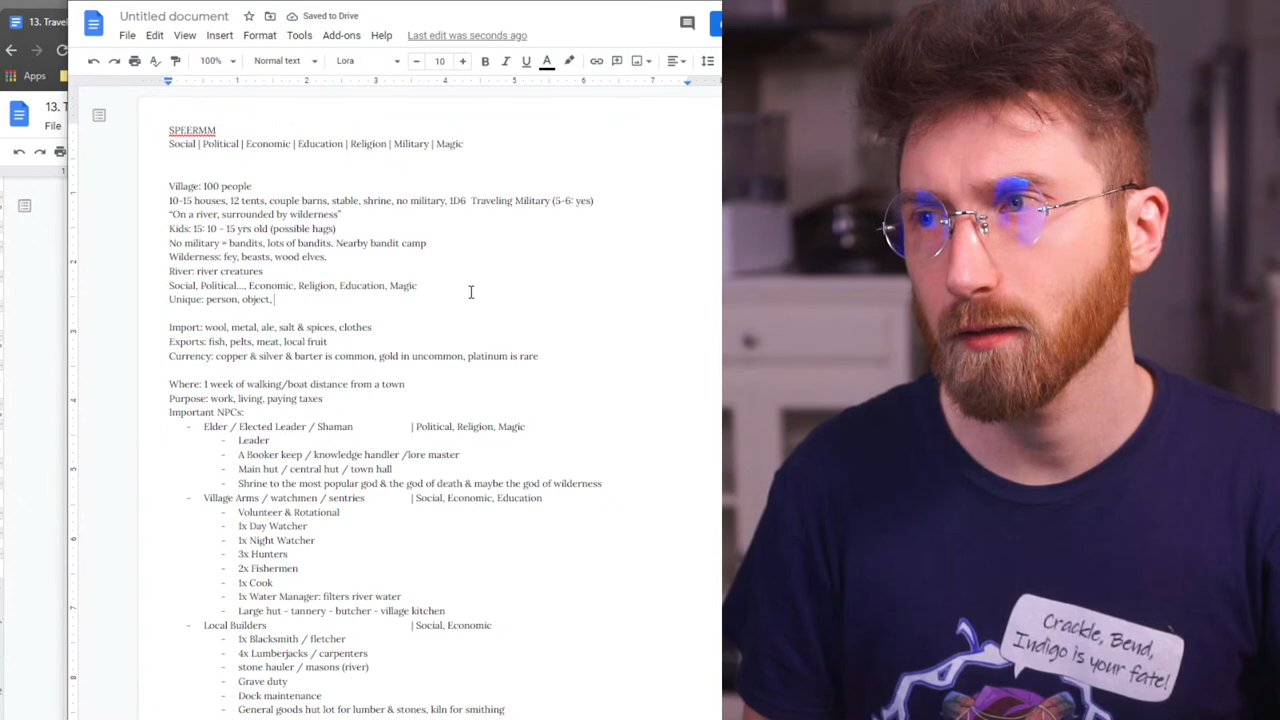 13. Travel
Untitled document
Saved to Drive
File Edit View Insert Format Tools Add-ons Help Last edit was seconds ago
100% Normal text Lora 10
Apps
13. T
File
1 2 3 4 5 6 7
SPEERMM
Social | Political | Economic | Education | Religion | Military | Magic
Village: 100 people
10-15 houses, 12 tents, couple barns, stable, shrine, no military, 1D6 Traveling Military (5-6: yes)
“On a river, surrounded by wilderness”
Kids: 15: 10 - 15 yrs old (possible hags)
No military = bandits, lots of bandits. Nearby bandit camp
Wilderness: fey, beasts, wood elves.
River: river creatures
Social, Political..., Economic, Religion, Education, Magic
Unique: person, object,
Import: wool, metal, ale, salt & spices, clothes
Exports: fish, pelts, meat, local fruit
Currency: copper & silver & barter is common, gold in uncommon, platinum is rare
Where: 1 week of walking/boat distance from a town
Purpose: work, living, paying taxes
Important NPCs:
- Elder / Elected Leader / Shaman | Political, Religion, Magic
- Leader
- A Booker keep / knowledge handler /lore master
- Main hut / central hut / town hall
- Shrine to the most popular god & the god of death & maybe the god of wilderness
- Village Arms / watchmen / sentries | Social, Economic, Education
- Volunteer & Rotational
- 1x Day Watcher
- 1x Night Watcher
- 3x Hunters
- 2x Fishermen
- 1x Cook
- 1x Water Manager: filters river water
- Large hut - tannery - butcher - village kitchen
- Local Builders | Social, Economic
- 1x Blacksmith / fletcher
- 4x Lumberjacks / carpenters
- stone hauler / masons (river)
- Grave duty
- Dock maintenance
- General goods hut lot for lumber & stones, kiln for smithing
Crackle, Bend,
Indigo is your fate!